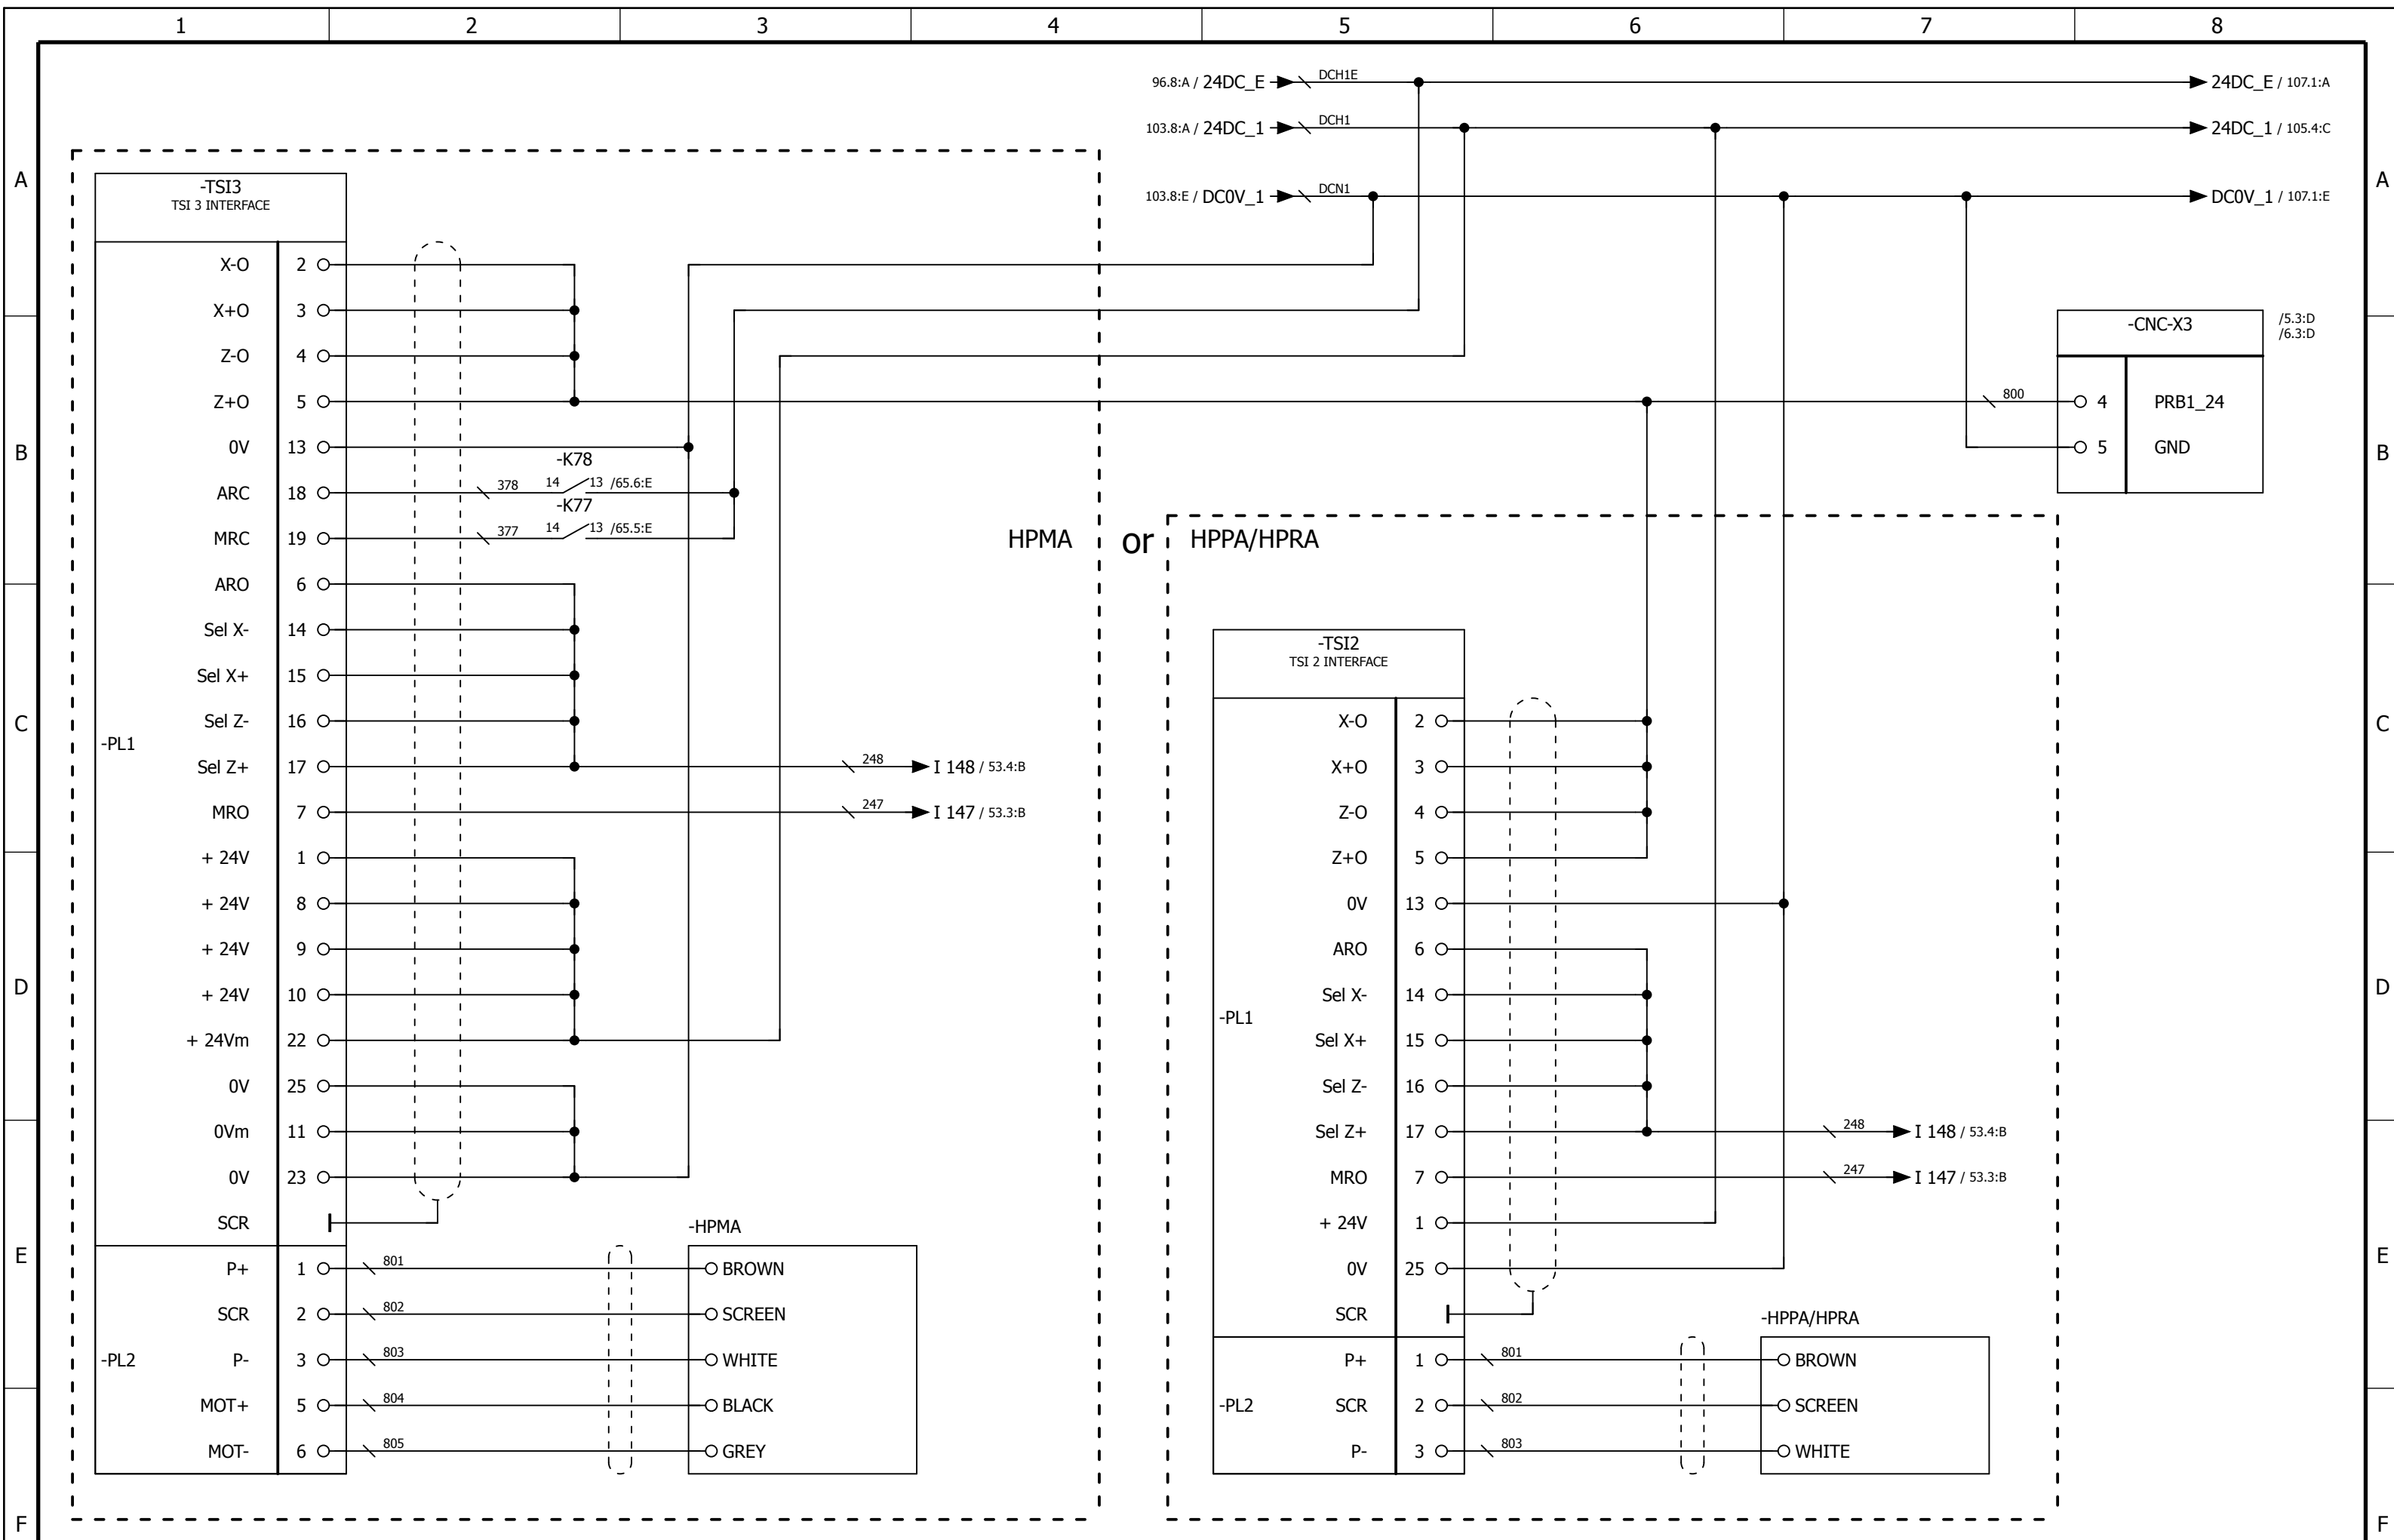 1 2 3 4 5 6 7 8
96.8:A / 24DC_E DCH1E 24DC_E / 107.1:A
103.8:A / 24DC_1 DCH1 24DC_1 / 105.4:C
A A
-TSI3
TSI 3 INTERFACE
103.8:E / DC0V_1 DCN1 DC0V_1 / 107.1:E
X-O 2
X+O 3
-CNC-X3 /5.3:D
/6.3:D
Z-O 4
Z+O 5 800 4 PRB1_24
B B
0V 13 5 GND
-K78
ARC 18 378 14 13 /65.6:E
-K77
MRC 19 377 14 13 /65.5:E
HPMA or HPPA/HPRA
ARO 6
Sel X- 14
Sel X+ 15
Sel Z- 16
C C
-PL1
Sel Z+ 17 248 I 148 / 53.4:B
MRO 7 247 I 147 / 53.3:B
+ 24V 1
+ 24V 8
+ 24V 9
D D
+ 24V 10
+ 24Vm 22
0V 25
0Vm 11
0V 23
SCR
-HPMA
E E
P+ 1 801 BROWN
SCR 2 802 SCREEN
-PL2 P- 3 803 WHITE
MOT+ 5 804 BLACK
MOT- 6 805 GREY
-TSI2
TSI 2 INTERFACE
X-O 2
X+O 3
Z-O 4
Z+O 5
0V 13
ARO 6
Sel X- 14
-PL1
Sel X+ 15
Sel Z- 16
Sel Z+ 17 248 I 148 / 53.4:B
MRO 7 247 I 147 / 53.3:B
+ 24V 1
0V 25
SCR
-HPPA/HPRA
P+ 1 801 BROWN
-PL2 SCR 2 802 SCREEN
P- 3 803 WHITE
F F